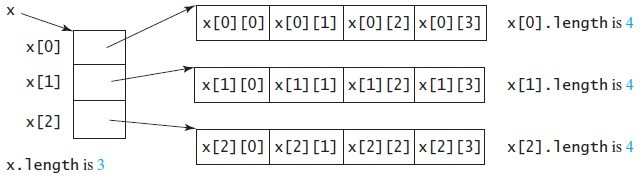 x
x[0] x[0][0] x[0][1] x[0][2] x[0][3] x[0].length is 4
x[1] x[1][0] x[1][1] x[1][2] x[1][3] x[1].length is 4
x[2] x[2][0] x[2][1] x[2][2] x[2][3] x[2].length is 4
x.length is 3